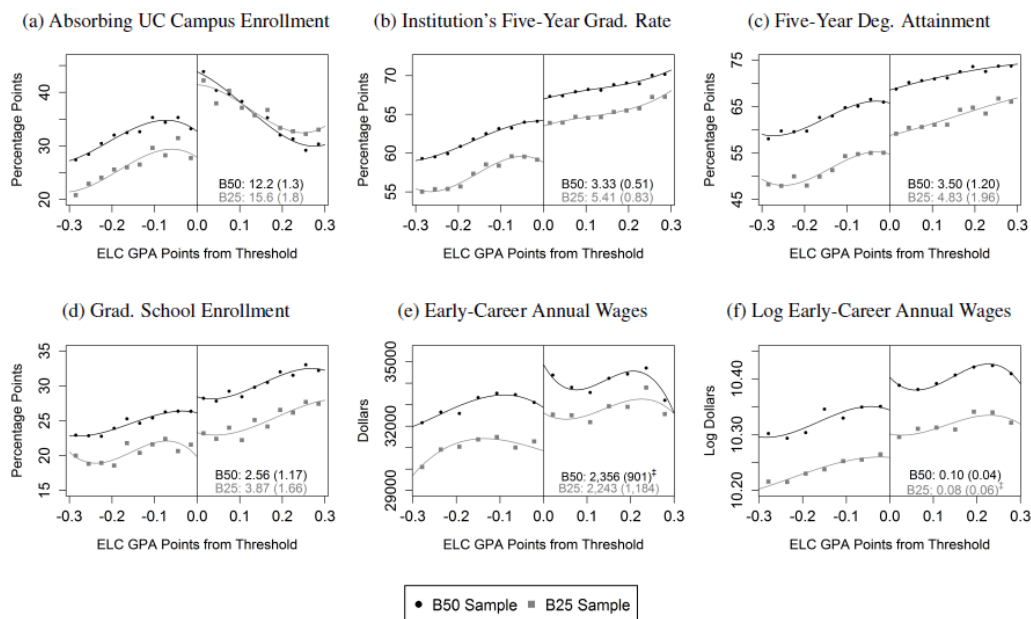 (a) Absorbing UC Campus Enrollment
Percentage Points
20 30 40
B50: 12.2 (1.3)
B25: 15.6 (1.8)
-0.3 -0.2 -0.1 0.0 0.1 0.2 0.3
ELC GPA Points from Threshold
(b) Institution's Five-Year Grad. Rate
Percentage Points
55 60 65 70
B50: 3.33 (0.51)
B25: 5.41 (0.83)
-0.3 -0.2 -0.1 0.0 0.1 0.2 0.3
ELC GPA Points from Threshold
(c) Five-Year Deg. Attainment
Percentage Points
45 55 65 75
B50: 3.50 (1.20)
B25: 4.83 (1.96)
-0.3 -0.2 -0.1 0.0 0.1 0.2 0.3
ELC GPA Points from Threshold
(d) Grad. School Enrollment
Percentage Points
15 20 25 30 35
B50: 2.56 (1.17)
B25: 3.87 (1.66)
-0.3 -0.2 -0.1 0.0 0.1 0.2 0.3
ELC GPA Points from Threshold
(e) Early-Career Annual Wages
Dollars
29000 32000 35000
B50: 2,356 (901)‡
B25: 2,243 (1,184)
-0.3 -0.2 -0.1 0.0 0.1 0.2 0.3
ELC GPA Points from Threshold
(f) Log Early-Career Annual Wages
Log Dollars
10.20 10.30 10.40
B50: 0.10 (0.04)
B25: 0.08 (0.06)‡
-0.3 -0.2 -0.1 0.0 0.1 0.2 0.3
ELC GPA Points from Threshold
B50 Sample B25 Sample